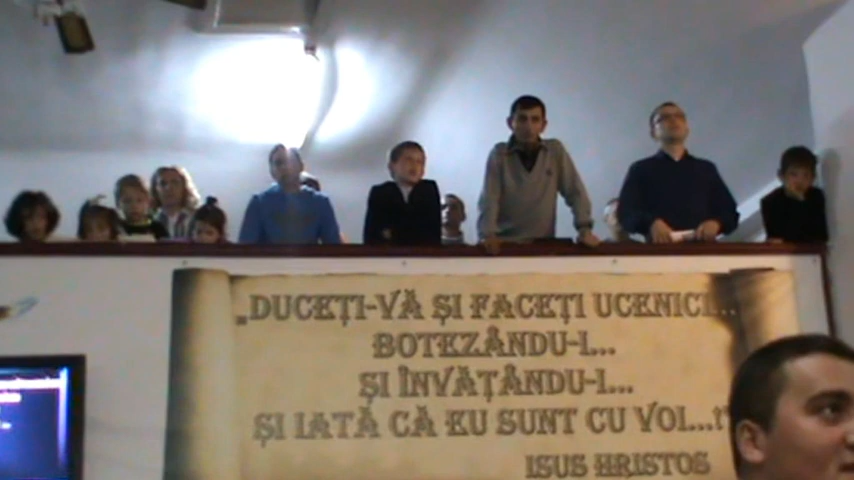 „DUCEȚI-VĂ ȘI FACEȚI UCENICI...
BOTEZÂNDU-I...
ȘI ÎNVĂȚÂNDU-I...
ȘI IATĂ CĂ EU SUNT CU VOI...!"
ISUS HRISTOS